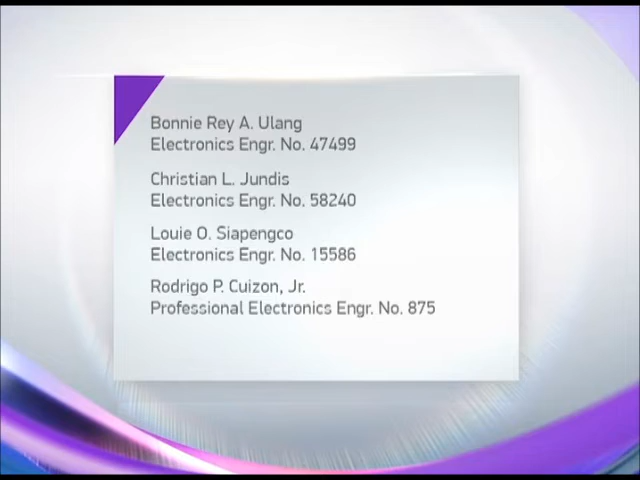 Bonnie Rey A. Ulang
Electronics Engr. No. 47499
Christian L. Jundis
Electronics Engr. No. 58240
Louie O. Siapengco
Electronics Engr. No. 15586
Rodrigo P. Cuizon, Jr.
Professional Electronics Engr. No. 875